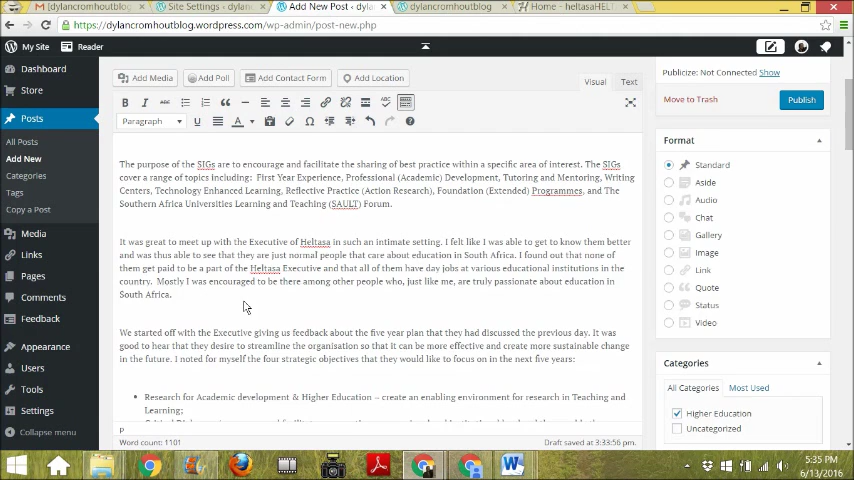 [dylancromhoutblog.wordp
Site Settings ‹ dylanc
Add New Post ‹ dylan
dylancromhoutblog
Home - heltasaHELT
https://dylancromhoutblog.wordpress.com/wp-admin/post-new.php
My Site
Reader
Dashboard
Store
Posts
All Posts
Add New
Categories
Tags
Copy a Post
Media
Links
Pages
Comments
Feedback
Appearance
Users
Tools
Settings
Collapse menu
Add Media
Add Poll
Add Contact Form
Add Location
Visual
Text
B I ABC
Paragraph
U
A
The purpose of the SIGs are to encourage and facilitate the sharing of best practice within a specific area of interest. The SIGs
cover a range of topics including: First Year Experience, Professional (Academic) Development, Tutoring and Mentoring, Writing
Centers, Technology Enhanced Learning, Reflective Practice (Action Research), Foundation (Extended) Programmes, and The
Southern Africa Universities Learning and Teaching (SAULT) Forum.
It was great to meet up with the Executive of Heltasa in such an intimate setting. I felt like I was able to get to know them better
and was thus able to see that they are just normal people that care about education in South Africa. I found out that none of
them get paid to be a part of the Heltasa Executive and that all of them have day jobs at various educational institutions in the
country. Mostly I was encouraged to be there among other people who, just like me, are truly passionate about education in
South Africa.
We started off with the Executive giving us feedback about the five year plan that they had discussed the previous day. It was
good to hear that they desire to streamline the organisation so that it can be more effective and create more sustainable change
in the future. I noted for myself the four strategic objectives that they would like to focus on in the next five years:
Research for Academic development & Higher Education – create an enabling environment for research in Teaching and
Learning;
P
Word count: 1101
Draft saved at 3:33:56 pm.
Publicize: Not Connected Show
Move to Trash
Publish
Format
Standard
Aside
Audio
Chat
Gallery
Image
Link
Quote
Status
Video
Categories
All Categories
Most Used
Higher Education
Uncategorized
5:35 PM
6/13/2016